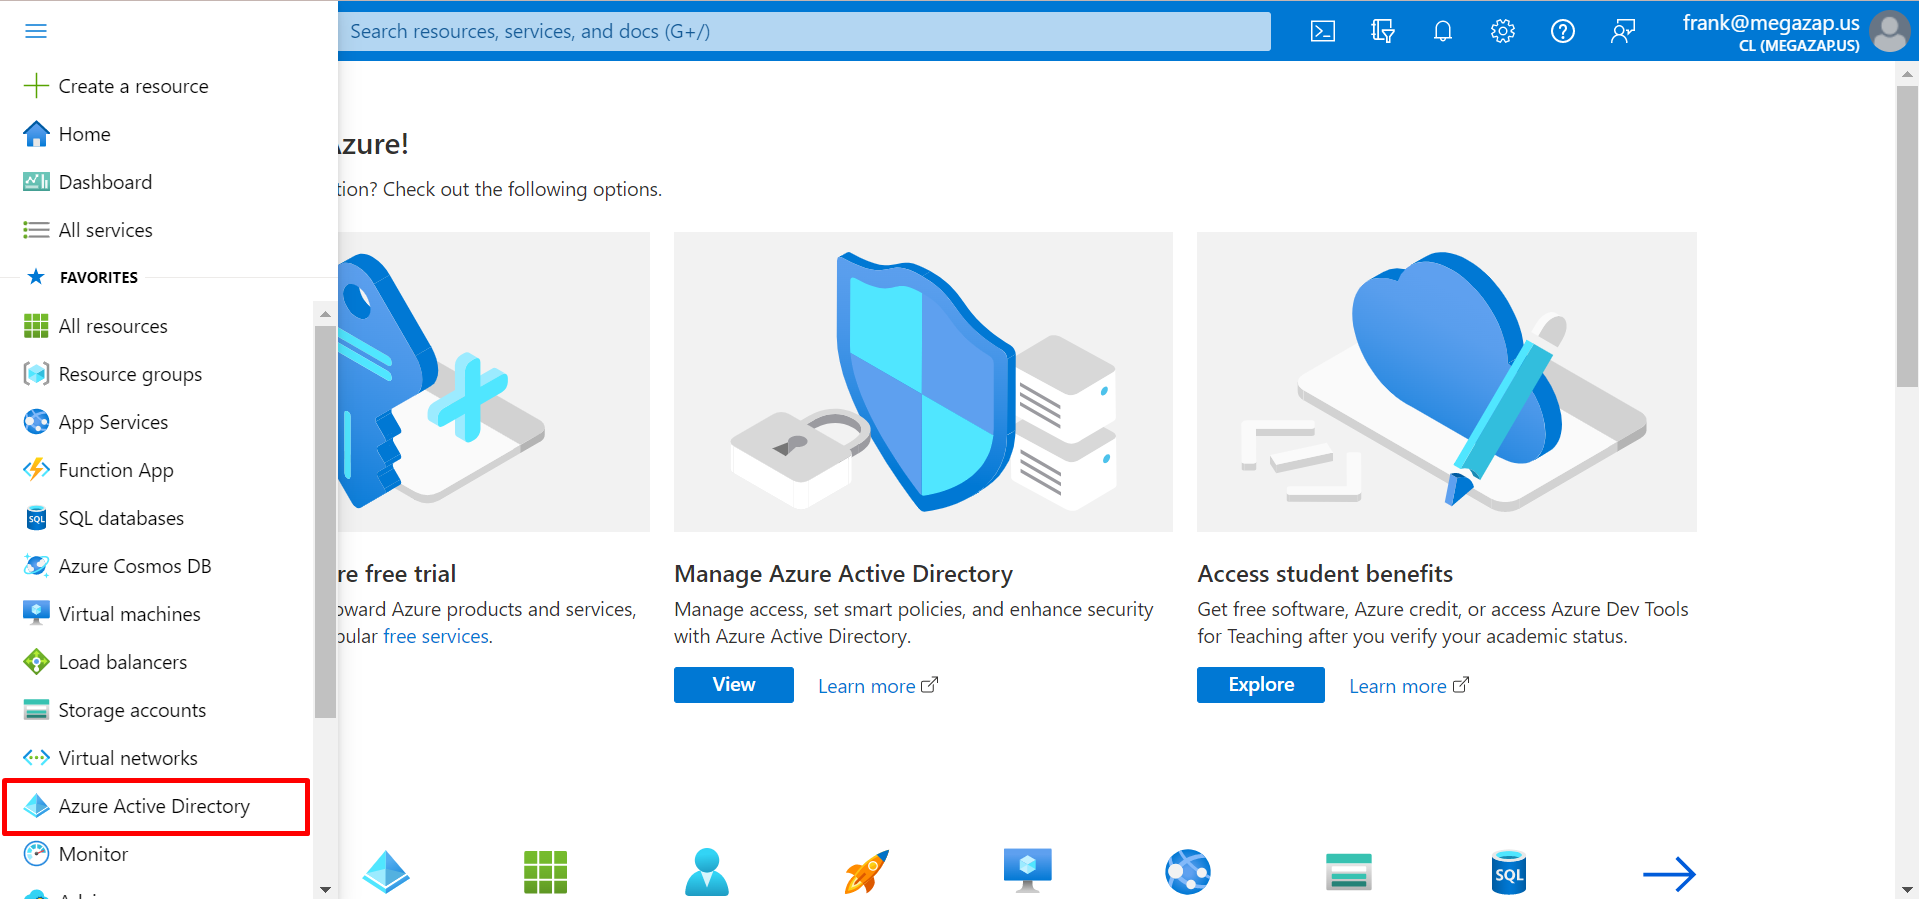 Search resources, services, and docs (G+/)
frank@megazap.us
CL (MEGAZAP.US)
Create a resource
Home
Dashboard
All services
FAVORITES
All resources
Resource groups
App Services
Function App
SQL databases
SQL
Azure Cosmos DB
Virtual machines
Load balancers
Storage accounts
Virtual networks
Azure Active Directory
Monitor
Azure!
tion? Check out the following options.
re free trial
oward Azure products and services,
pular free services.
Manage Azure Active Directory
Manage access, set smart policies, and enhance security
with Azure Active Directory.
View
Learn more
Access student benefits
Get free software, Azure credit, or access Azure Dev Tools
for Teaching after you verify your academic status.
Explore
Learn more
SQL